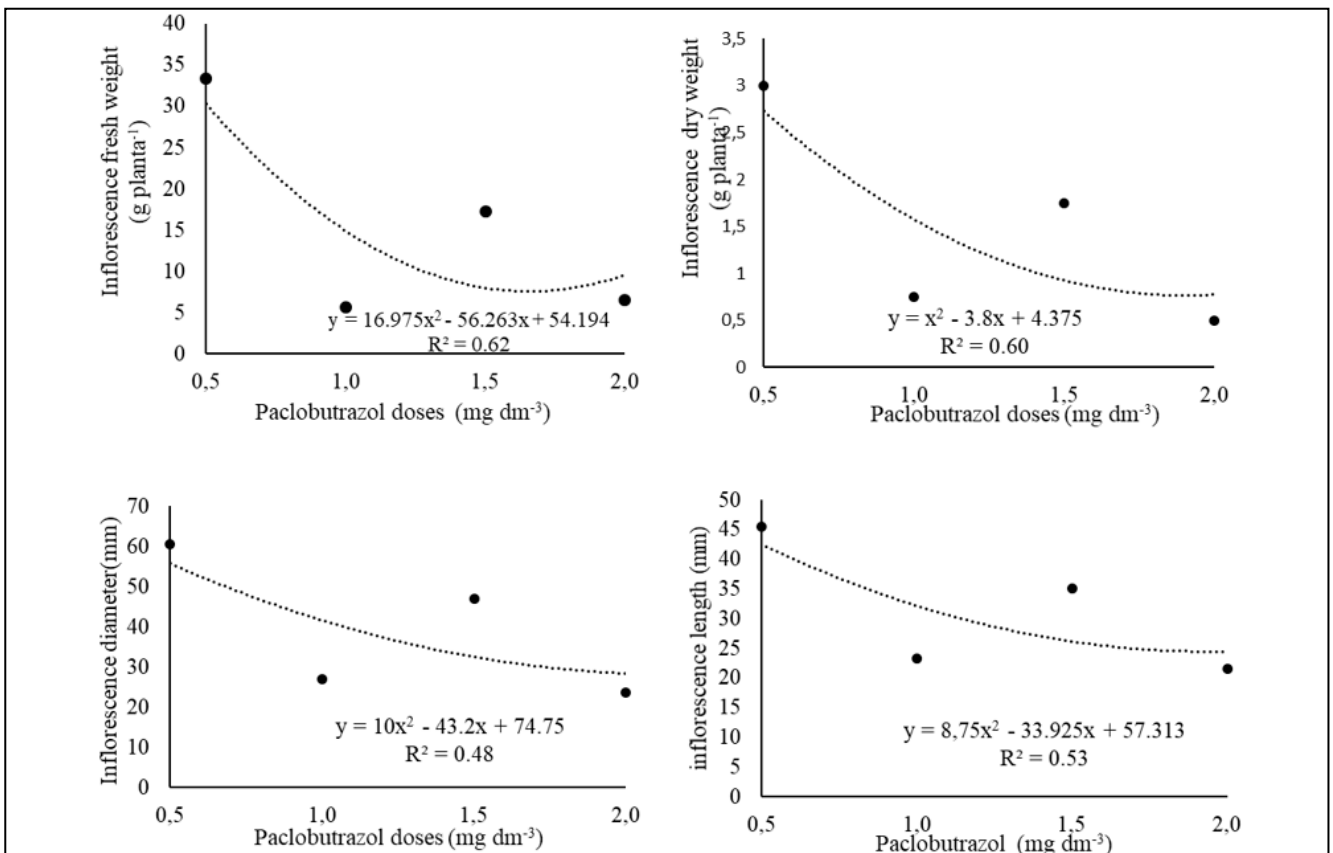 Inflorescence fresh weight
(g planta⁻¹)
40
35
30
25
20
15
10
5
0
y = 16.975x² - 56.263x + 54.194
R² = 0.62
0,5 1,0 1,5 2,0
Paclobutrazol doses (mg dm⁻³)
Inflorescence dry weight
(g planta⁻¹)
3,5
3
2,5
2
1,5
1
0,5
0
y = x² - 3.8x + 4.375
R² = 0.60
0,5 1,0 1,5 2,0
Paclobutrazol doses (mg dm⁻³)
Inflorescence diameter(mm)
70
60
50
40
30
20
10
0
y = 10x² - 43.2x + 74.75
R² = 0.48
0,5 1,0 1,5 2,0
Paclobutrazol doses (mg dm⁻³)
inflorescence length (mm)
50
45
40
35
30
25
20
15
10
5
0
y = 8,75x² - 33.925x + 57.313
R² = 0.53
0,5 1,0 1,5 2,0
Paclobutrazol (mg dm⁻³)